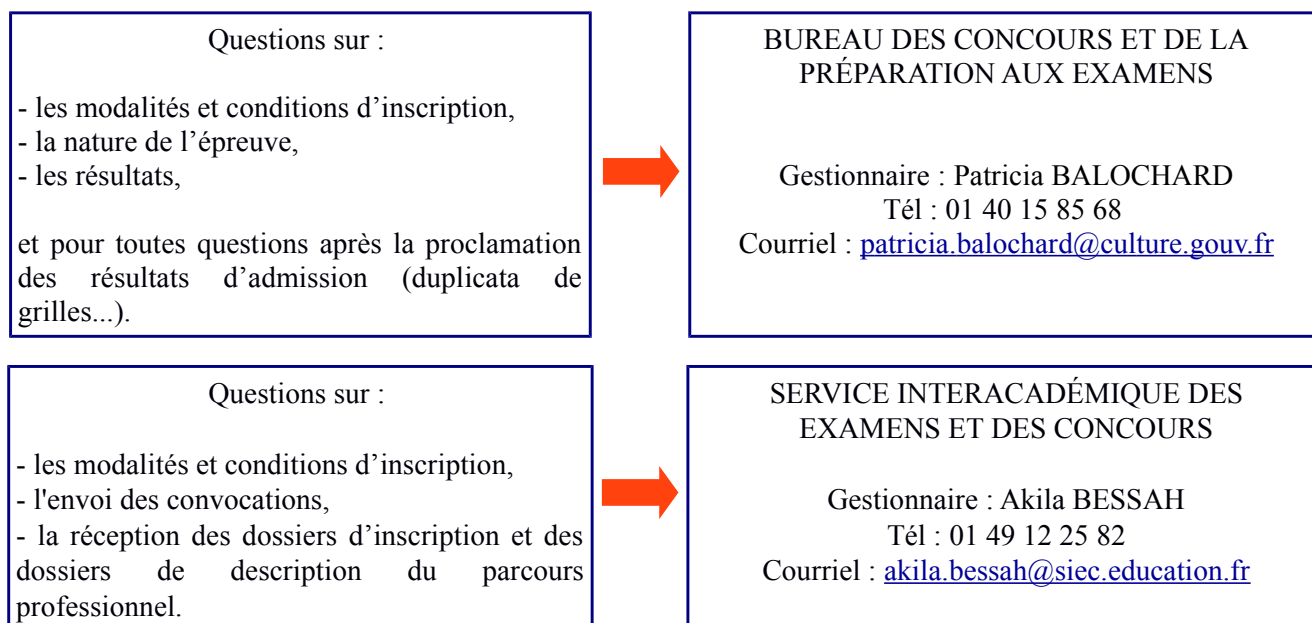 Questions sur :
- les modalités et conditions d’inscription,
- la nature de l’épreuve,
- les résultats,
et pour toutes questions après la proclamation
des résultats d’admission (duplicata de
grilles...).
BUREAU DES CONCOURS ET DE LA
PRÉPARATION AUX EXAMENS
Gestionnaire : Patricia BALOCHARD
Tél : 01 40 15 85 68
Courriel : patricia.balochard@culture.gouv.fr
Questions sur :
- les modalités et conditions d’inscription,
- l'envoi des convocations,
- la réception des dossiers d’inscription et des
dossiers de description du parcours
professionnel.
SERVICE INTERACADÉMIQUE DES
EXAMENS ET DES CONCOURS
Gestionnaire : Akila BESSAH
Tél : 01 49 12 25 82
Courriel : akila.bessah@siec.education.fr